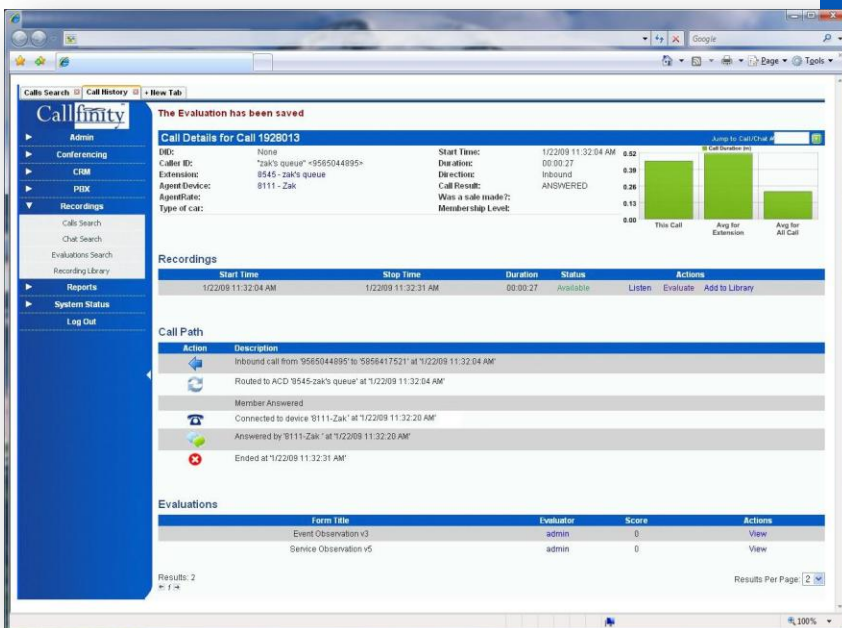 Google
Page
Tools
Calls Search
Call History
+ New Tab
Callfinity
Admin
Conferencing
CRM
PBX
Recordings
Calls Search
Chat Search
Evaluations Search
Recording Library
Reports
System Status
Log Out
The Evaluation has been saved
Call Details for Call 1928013
Jump to Call/Chat #
DID: None
Caller ID: "zak's queue" <9565044895>
Extension: 8545 - zak's queue
Agent Device: 8111 - Zak
AgentRate:
Type of car:
Start Time: 1/22/09 11:32:04 AM
Duration: 00:00:27
Direction: Inbound
Call Result: ANSWERED
Was a sale made?:
Membership Level:
Call Duration (m)
0.52
0.39
0.26
0.13
0.00
This Call
Avg for Extension
Avg for All Call
Recordings
Start Time Stop Time Duration Status Actions
1/22/09 11:32:04 AM 1/22/09 11:32:31 AM 00:00:27 Available Listen Evaluate Add to Library
Call Path
Action Description
Inbound call from '9565044895' to '5856417521' at '1/22/09 11:32:04 AM'
Routed to ACD '8545-zak's queue' at '1/22/09 11:32:04 AM'
Member Answered
Connected to device '8111-Zak ' at '1/22/09 11:32:20 AM'
Answered by '8111-Zak ' at '1/22/09 11:32:20 AM'
Ended at '1/22/09 11:32:31 AM'
Evaluations
Form Title Evaluator Score Actions
Event Observation v3 admin 0 View
Service Observation v5 admin 0 View
Results: 2
1
Results Per Page: 2
100%